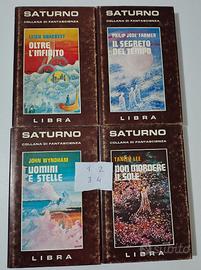 SATURNO
COLLANA DI FANTASCIENZA
LEIGH BRACKETT
OLTRE
L'INFINITO
LIBRA
SATURNO
COLLANA DI FANTASCIENZA
PHILIP JOSÉ FARMER
IL SEGRETO
DEL TEMPO
LIBRA
SATURNO
COLLANA DI FANTASCIENZA
JOHN WYNDHAM
UOMINI
E STELLE
LIBRA
SATURNO
COLLANA DI FANTASCIENZA
TANITH LEE
NON MORDERE
IL SOLE
LIBRA
1 2
3 4
subito